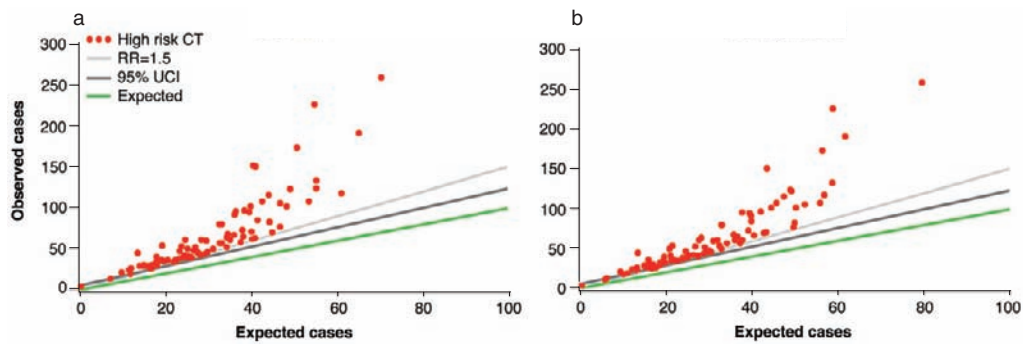 a
High risk CT
RR=1.5
95% UCI
Expected
300
250
200
150
100
50
0
Observed cases
0 20 40 60 80 100
Expected cases
b
300
250
200
150
100
50
0
0 20 40 60 80 100
Expected cases